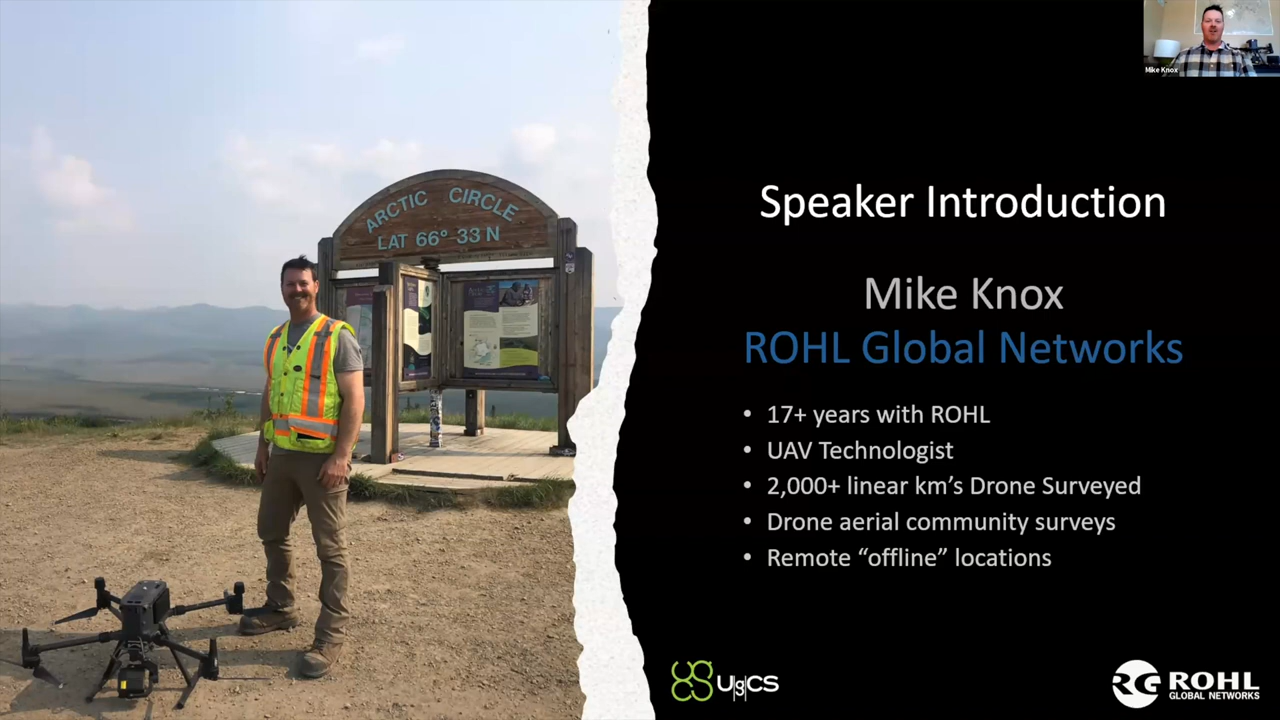 Mike Knox
ARCTIC CIRCLE
LAT 66° 33 N
Speaker Introduction
Mike Knox
ROHL Global Networks
• 17+ years with ROHL
• UAV Technologist
• 2,000+ linear km's Drone Surveyed
• Drone aerial community surveys
• Remote “offline” locations
UgCS
ROHL
GLOBAL NETWORKS